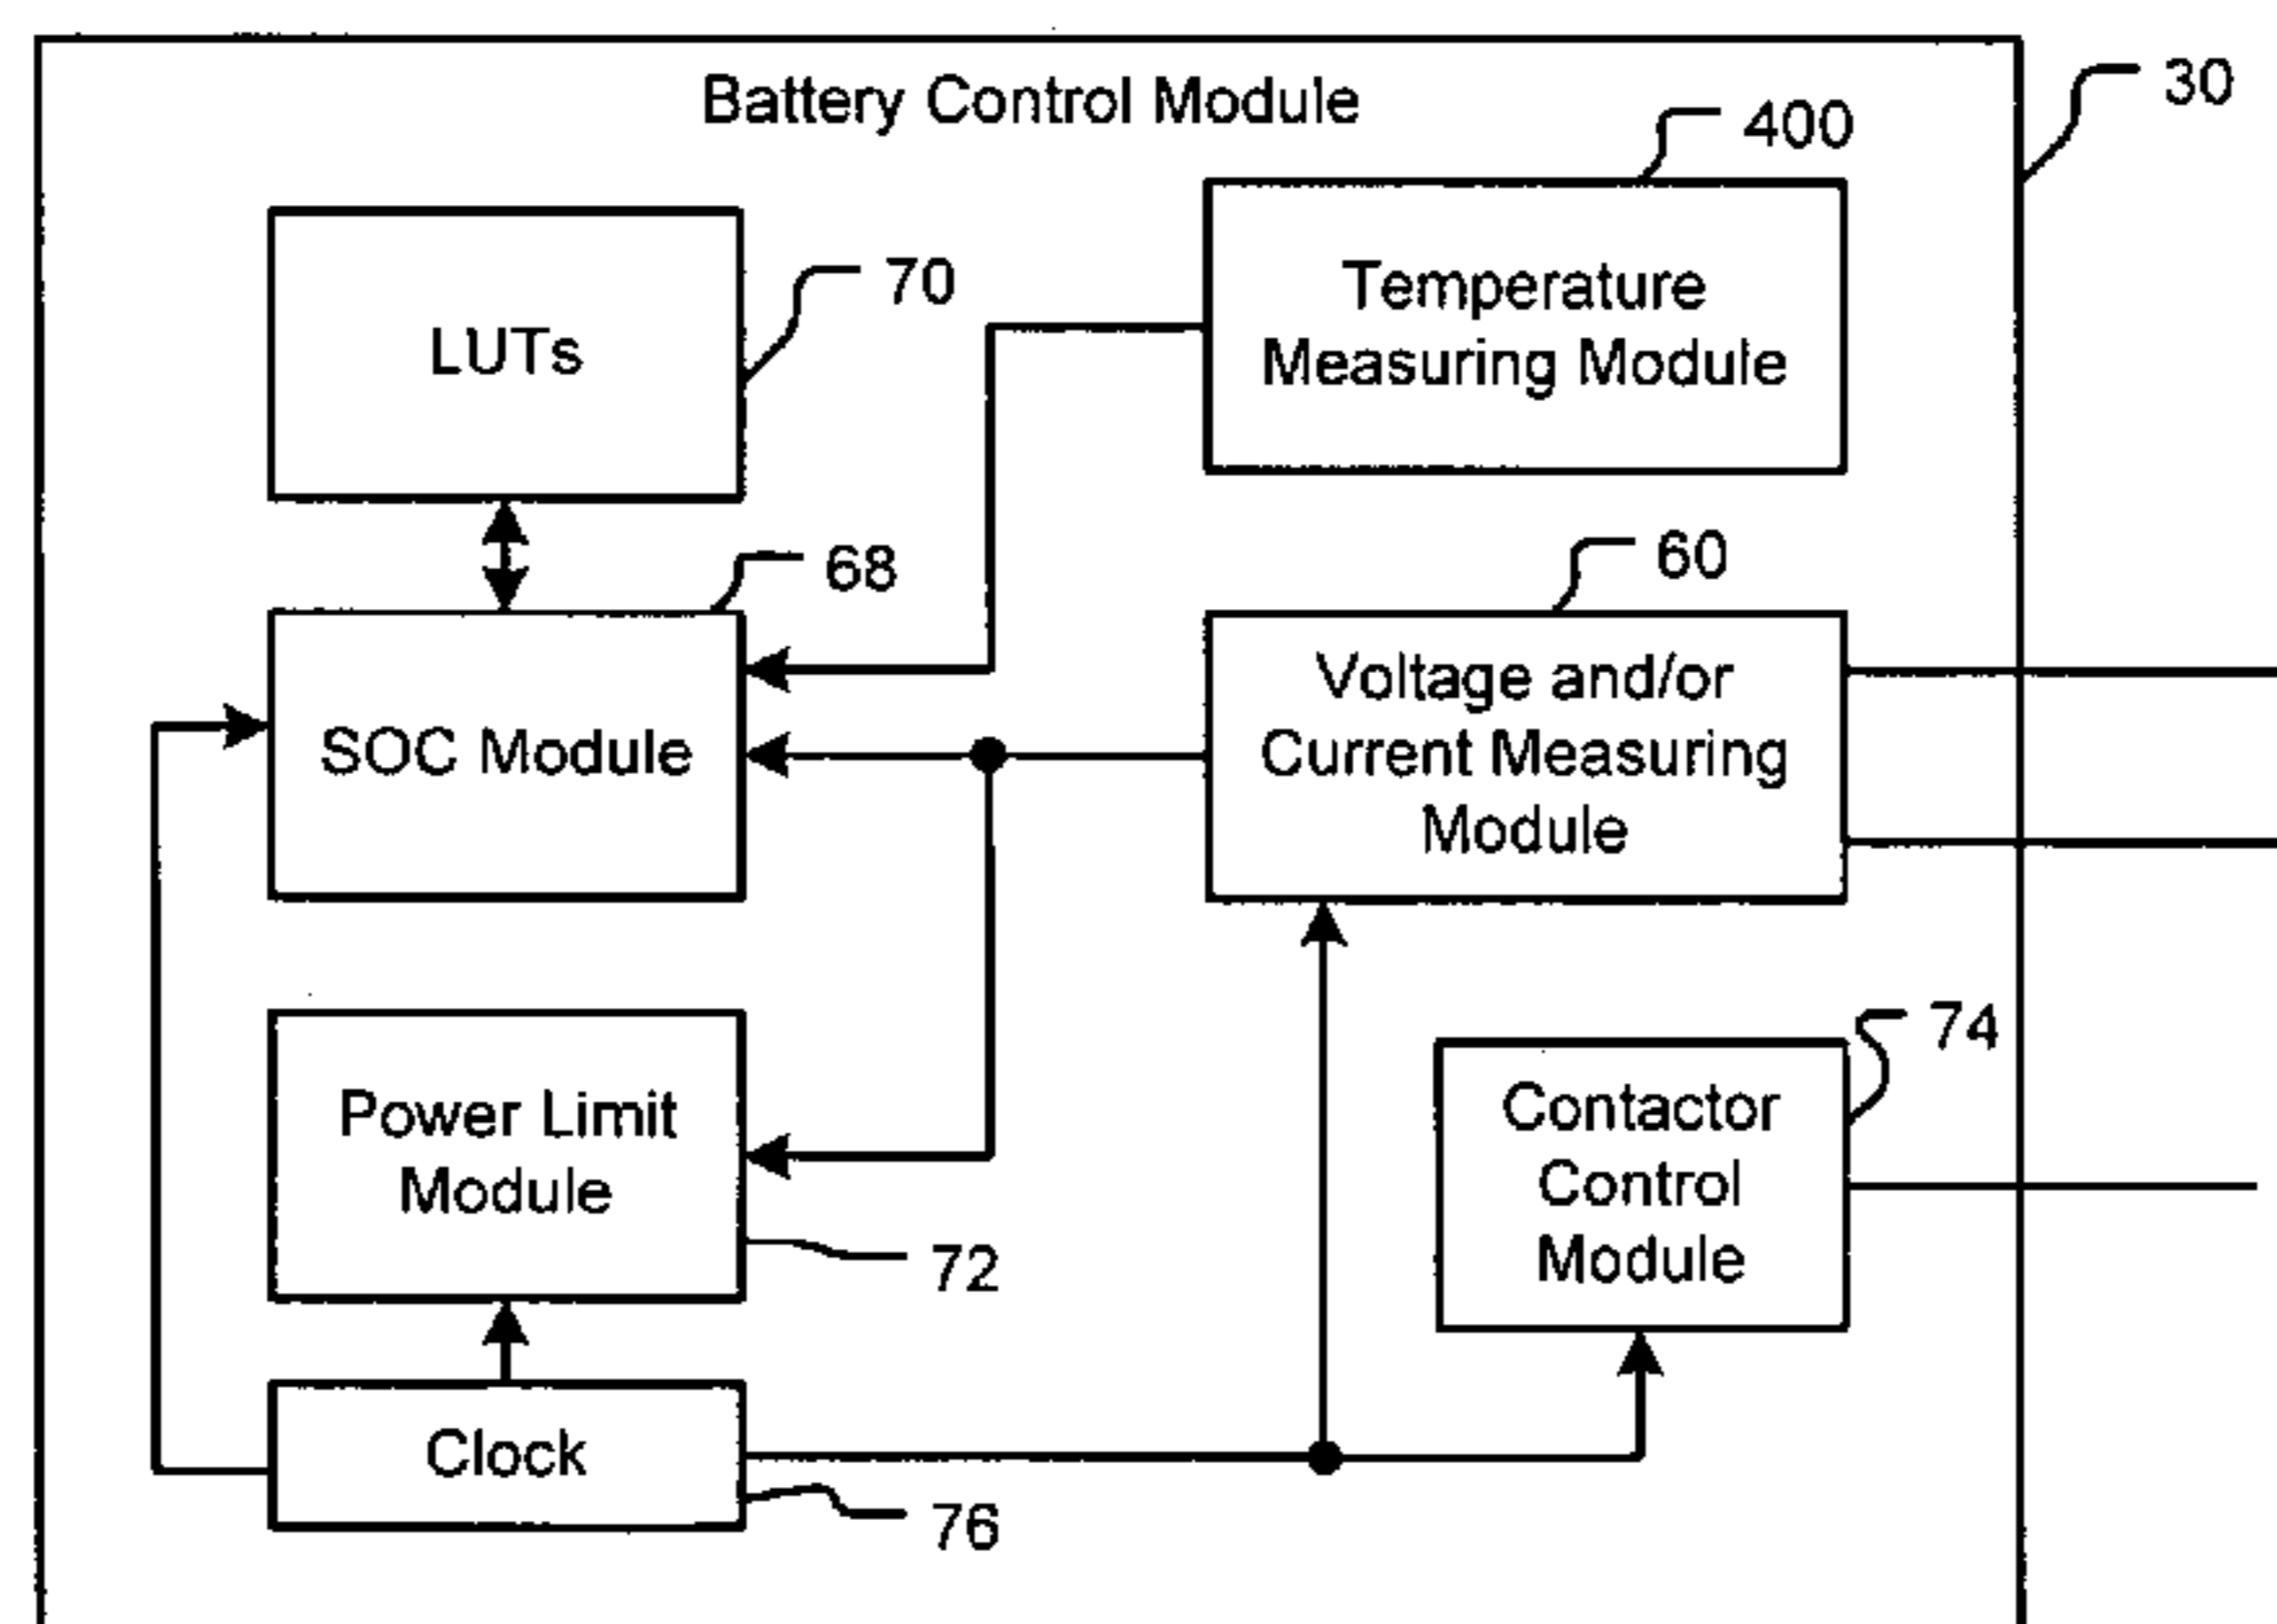 Battery Control Module
30
400
LUTs
70
Temperature
Measuring Module
68
SOC Module
60
Voltage and/or
Current Measuring
Module
Power Limit
Module
72
74
Contactor
Control
Module
Clock
76